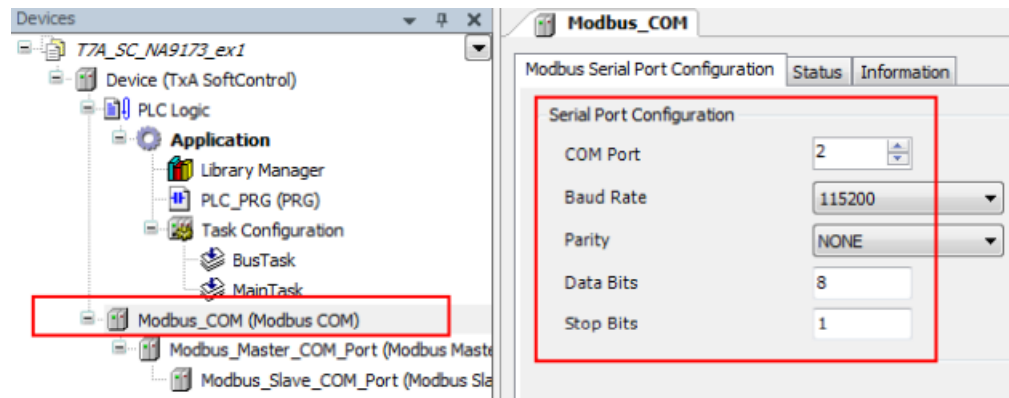 Devices
T7A_SC_NA9173_ex1
Device (TxA SoftControl)
PLC Logic
Application
Library Manager
PLC_PRG (PRG)
Task Configuration
BusTask
MainTask
Modbus_COM (Modbus COM)
Modbus_Master_COM_Port (Modbus Maste
Modbus_Slave_COM_Port (Modbus Sla
Modbus_COM
Modbus Serial Port Configuration Status Information
Serial Port Configuration
COM Port 2
Baud Rate 115200
Parity NONE
Data Bits 8
Stop Bits 1